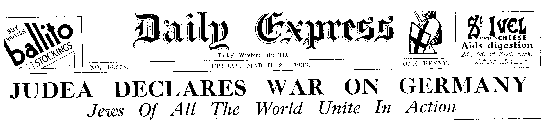 ballito
STOCKINGS
Daily Express
St Ivel
CHEESE
Aids digestion
JUDEA DECLARES WAR ON GERMANY
Jews Of All The World Unite In Action